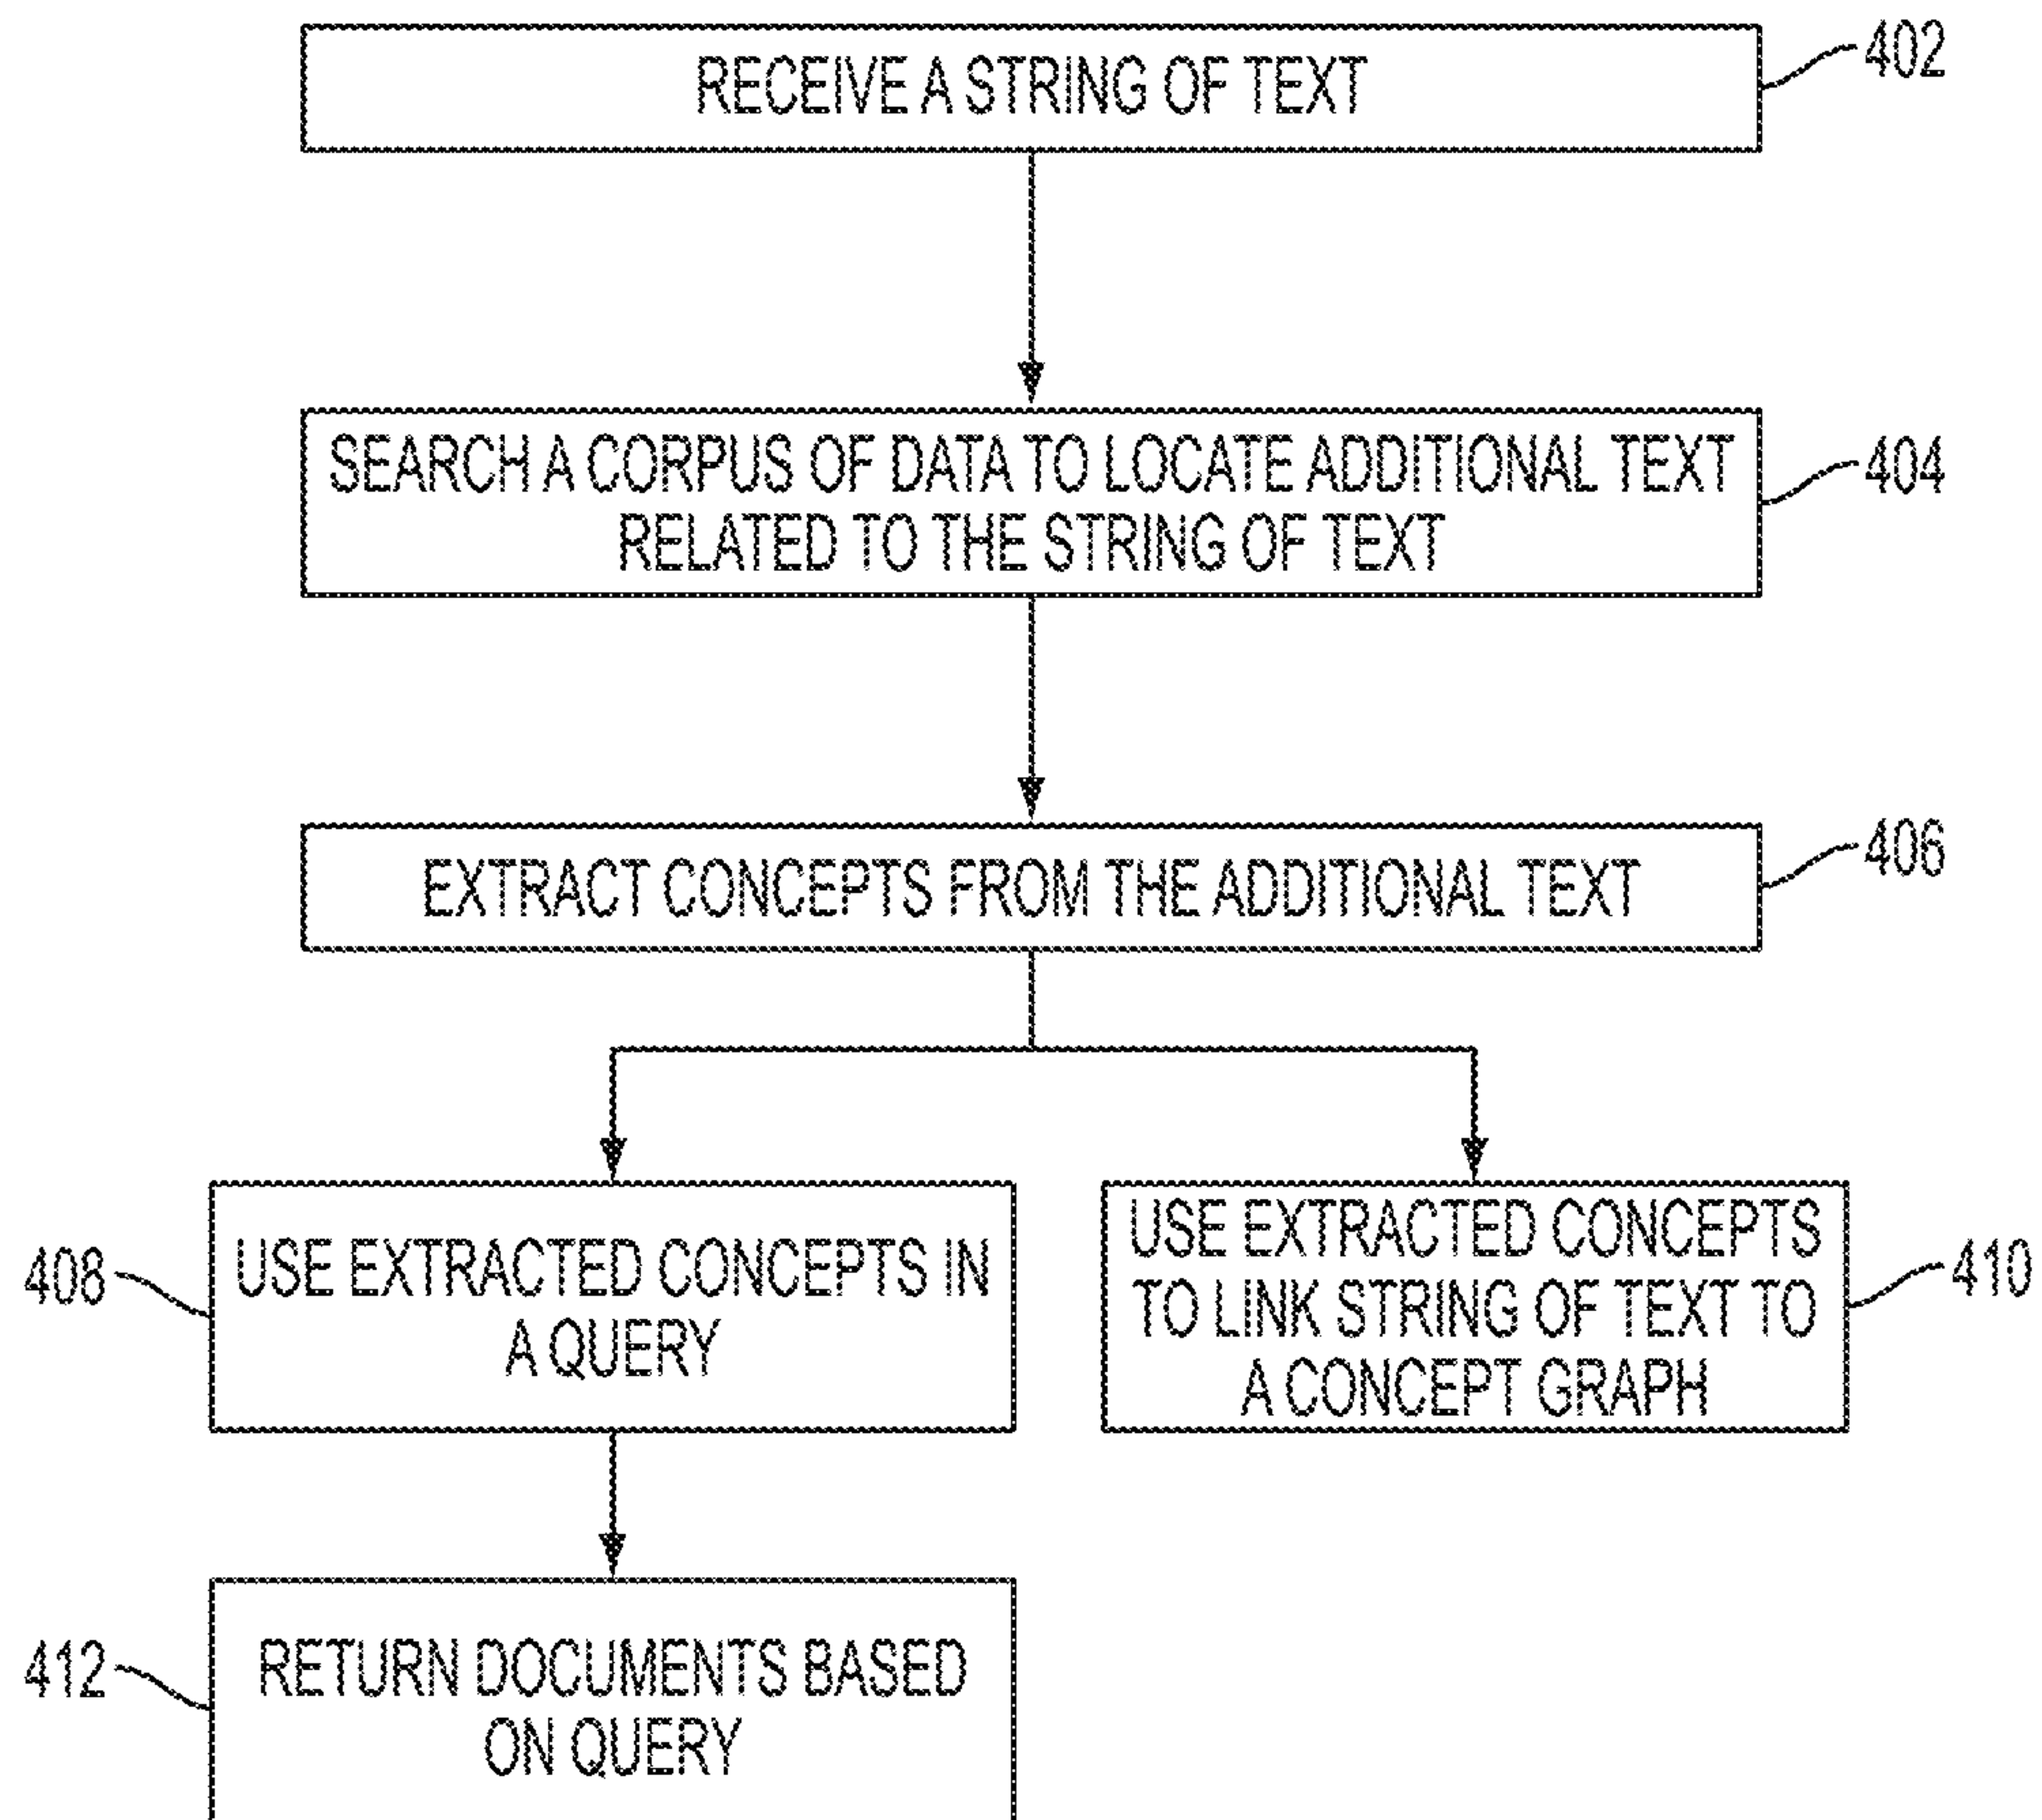 RECEIVE A STRING OF TEXT
402
SEARCH A CORPUS OF DATA TO LOCATE ADDITIONAL TEXT
RELATED TO THE STRING OF TEXT
404
EXTRACT CONCEPTS FROM THE ADDITIONAL TEXT
406
408
USE EXTRACTED CONCEPTS IN
A QUERY
USE EXTRACTED CONCEPTS
TO LINK STRING OF TEXT TO
A CONCEPT GRAPH
410
412
RETURN DOCUMENTS BASED
ON QUERY